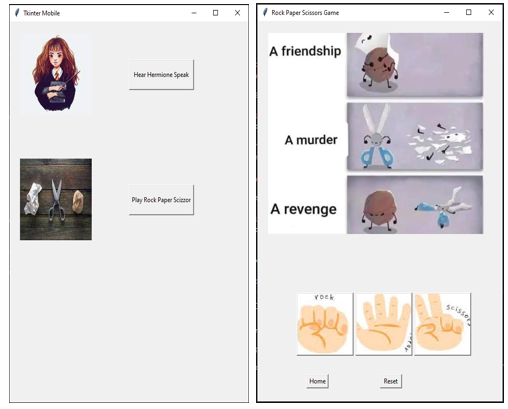 Tkinter Mobile
Hear Hermione Speak
Play Rock Paper Scizzor
Rock Paper Scissors Game
A friendship
A murder
A revenge
rock
paper
scissors
Home
Reset